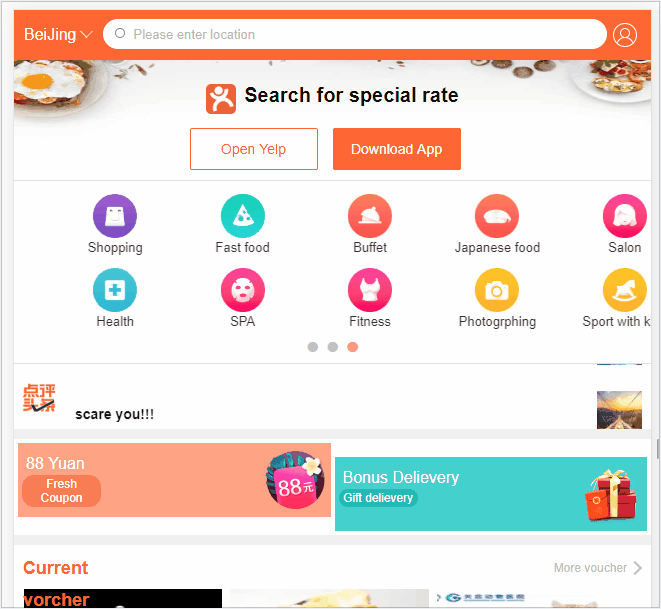 BeiJing
Please enter location
Search for special rate
Open Yelp
Download App
Shopping
Fast food
Buffet
Japanese food
Salon
Health
SPA
Fitness
Photogrphing
Sport with k
点评
头条
scare you!!!
88 Yuan
Fresh
Coupon
88元
Bonus Delievery
Gift delievery
Current
More voucher
vorcher